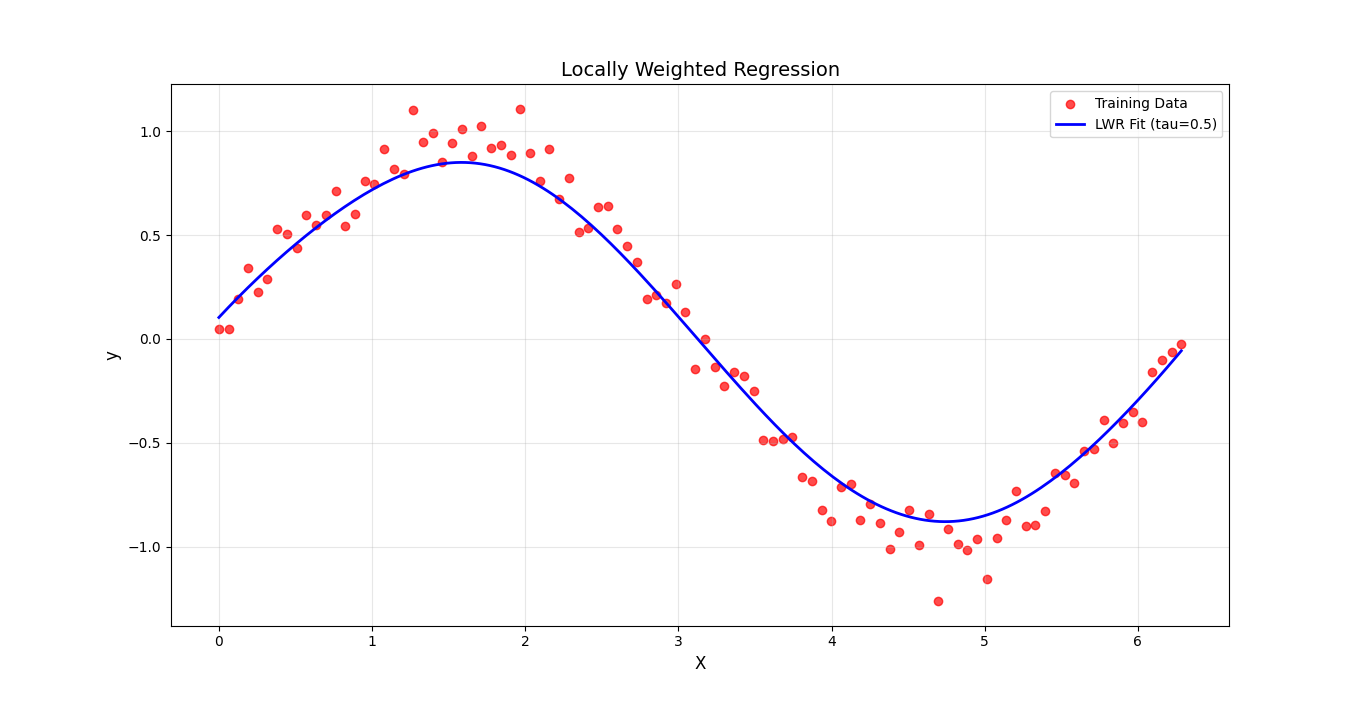 Locally Weighted Regression
Training Data
LWR Fit (tau=0.5)
1.0
0.5
0.0
−0.5
−1.0
y
0 1 2 3 4 5 6
X